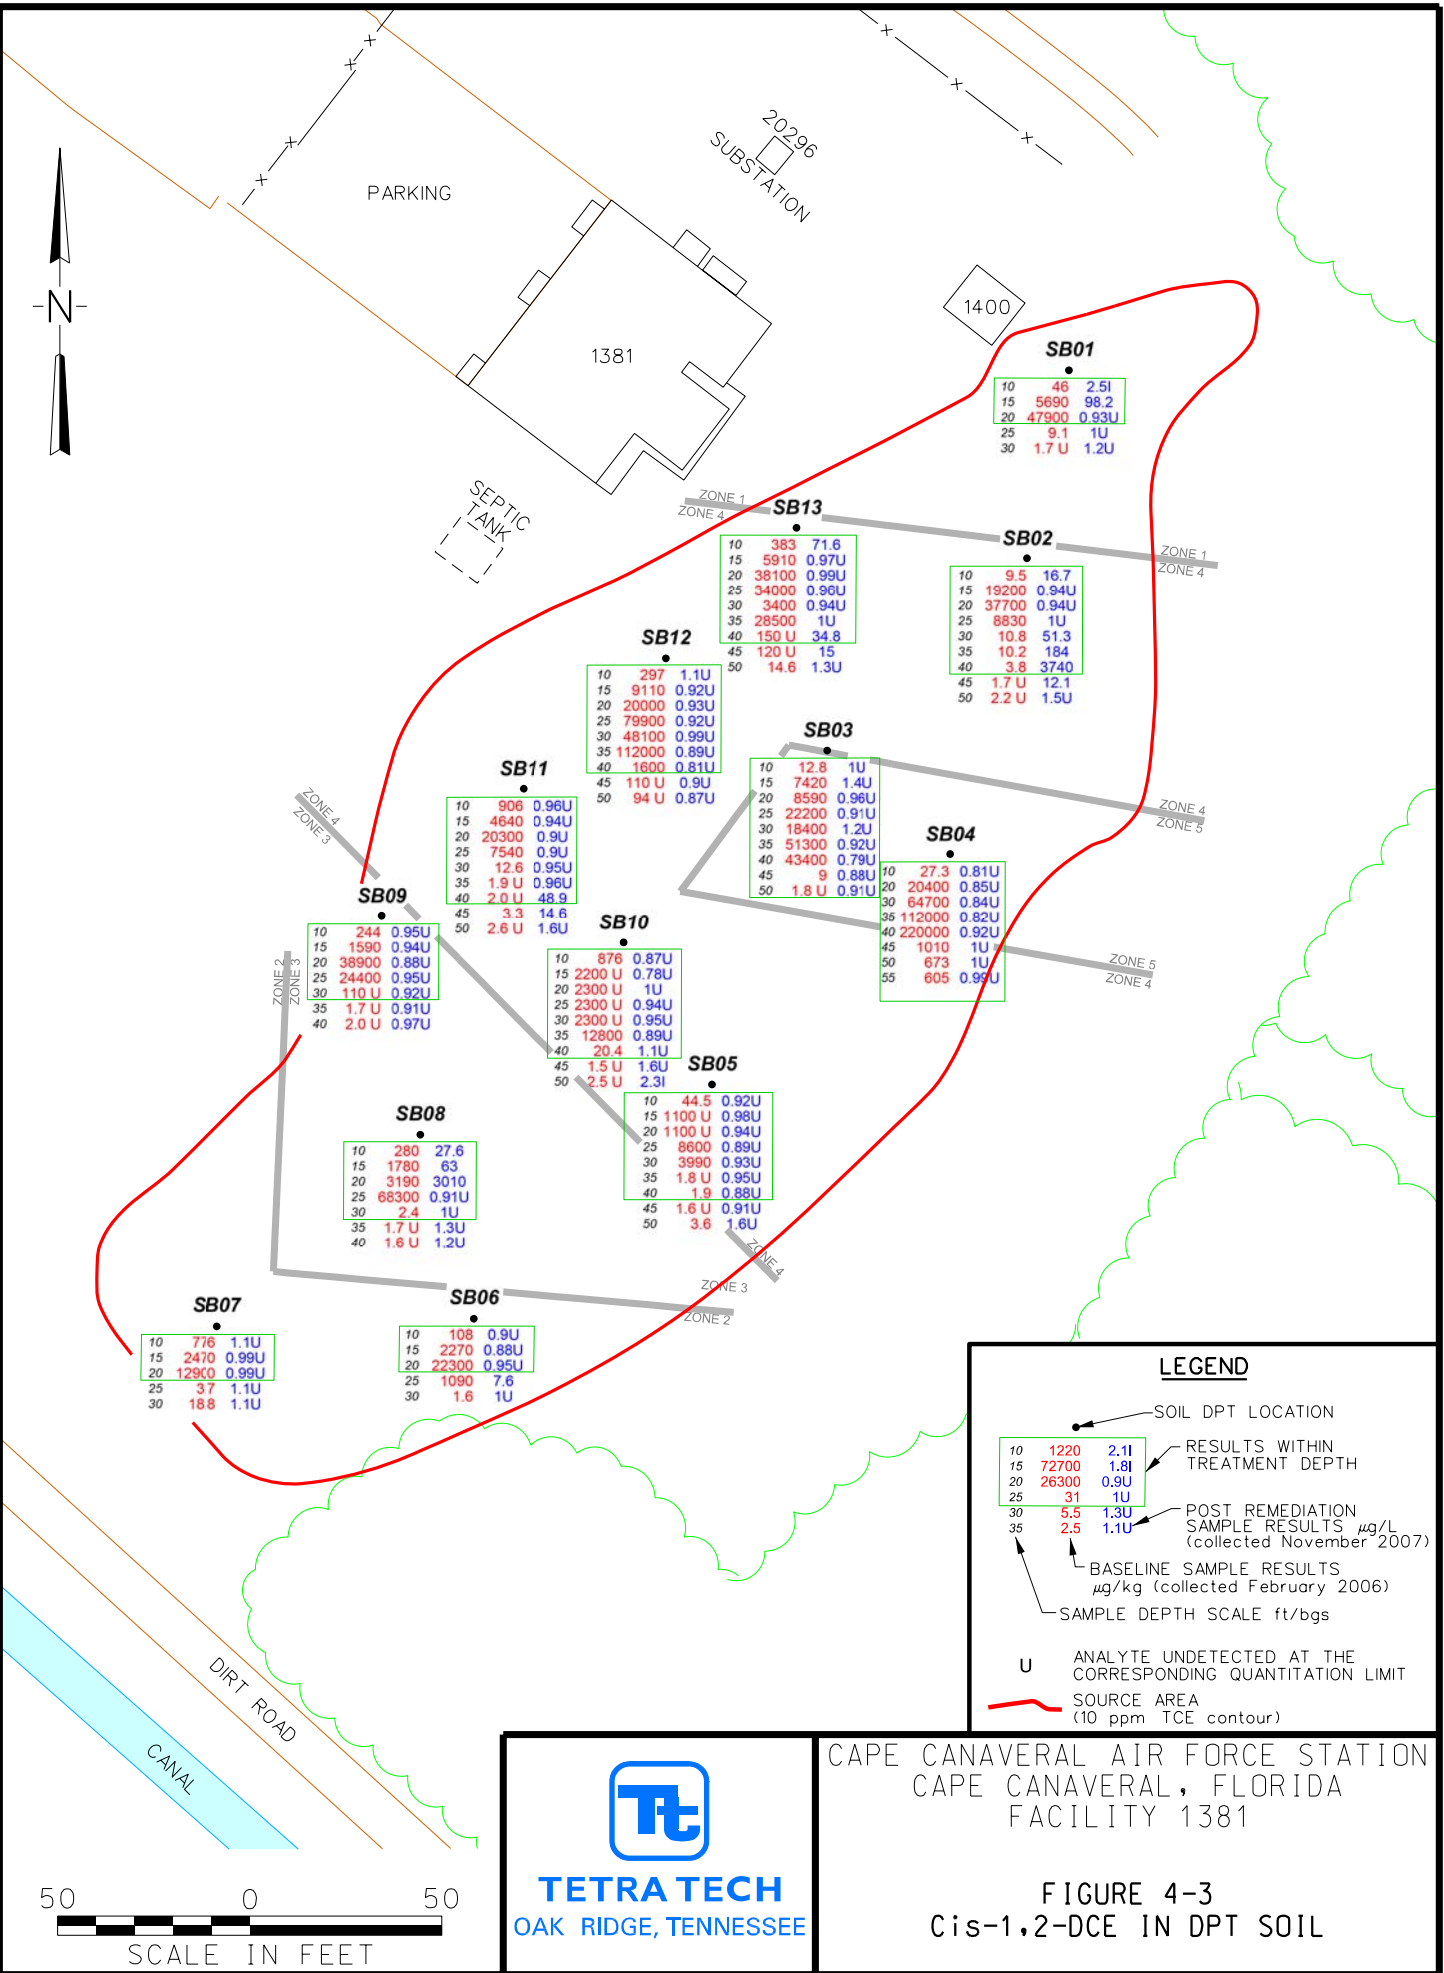 20296
SUBSTATION
PARKING
-N-
1400
1381
SEPTIC
TANK
SB01
10 46 2.5I
15 5690 98.2
20 47900 0.93U
25 9.1 1U
30 1.7 U 1.2U
ZONE 1
ZONE 4
ZONE 1
ZONE 4
SB13
10 383 71.6
15 5910 0.97U
20 38100 0.99U
25 34000 0.96U
30 3400 0.94U
35 28500 1U
40 150 U 34.8
45 120 U 15
50 14.6 1.3U
SB02
10 9.5 16.7
15 19200 0.94U
20 37700 0.94U
25 8830 1U
30 10.8 51.3
35 10.2 184
40 3.8 3740
45 1.7 U 12.1
50 2.2 U 1.5U
SB12
10 297 1.1U
15 9110 0.92U
20 20000 0.93U
25 79900 0.92U
30 48100 0.99U
35 112000 0.89U
40 1600 0.81U
45 110 U 0.9U
50 94 U 0.87U
SB03
10 12.8 1U
15 7420 1.4U
20 8590 0.96U
25 22200 0.91U
30 18400 1.2U
35 51300 0.92U
40 43400 0.79U
45 9 0.88U
50 1.8 U 0.91U
ZONE 4
ZONE 5
SB11
10 906 0.96U
15 4640 0.94U
20 20300 0.9U
25 7540 0.9U
30 12.6 0.95U
35 1.9 U 0.96U
40 2.0 U 48.9
45 3.3 14.6
50 2.6 U 1.6U
SB04
10 27.3 0.81U
20 20400 0.85U
30 64700 0.84U
35 112000 0.82U
40 220000 0.92U
45 1010 1U
50 673 1U
55 605 0.99U
ZONE 5
ZONE 4
ZONE 4
ZONE 3
SB09
10 244 0.95U
15 1590 0.94U
20 38900 0.88U
25 24400 0.95U
30 110 U 0.92U
35 1.7 U 0.91U
40 2.0 U 0.97U
ZONE 2
ZONE 3
SB10
10 876 0.87U
15 2200 U 0.78U
20 2300 U 1U
25 2300 U 0.94U
30 2300 U 0.95U
35 12800 0.89U
40 20.4 1.1U
45 1.5 U 1.6U
50 2.5 U 2.3I
SB05
10 44.5 0.92U
15 1100 U 0.98U
20 1100 U 0.94U
25 8600 0.89U
30 3990 0.93U
35 1.8 U 0.95U
40 1.9 0.88U
45 1.6 U 0.91U
50 3.6 1.6U
ZONE 4
ZONE 3
ZONE 2
SB08
10 280 27.6
15 1780 63
20 3190 3010
25 68300 0.91U
30 2.4 1U
35 1.7 U 1.3U
40 1.6 U 1.2U
SB07
10 776 1.1U
15 2470 0.99U
20 12900 0.99U
25 37 1.1U
30 18.8 1.1U
SB06
10 108 0.9U
15 2270 0.88U
20 22300 0.95U
25 1090 7.6
30 1.6 1U
LEGEND
SOIL DPT LOCATION
10 1220 2.1I
15 72700 1.8I
20 26300 0.9U
25 31 1U
30 5.5 1.3U
35 2.5 1.1U
RESULTS WITHIN
TREATMENT DEPTH
POST REMEDIATION
SAMPLE RESULTS µg/L
(collected November 2007)
BASELINE SAMPLE RESULTS
µg/kg (collected February 2006)
SAMPLE DEPTH SCALE ft/bgs
U ANALYTE UNDETECTED AT THE
CORRESPONDING QUANTITATION LIMIT
SOURCE AREA
(10 ppm TCE contour)
DIRT ROAD
CANAL
50 0 50
SCALE IN FEET
Tt
TETRA TECH
OAK RIDGE, TENNESSEE
CAPE CANAVERAL AIR FORCE STATION
CAPE CANAVERAL, FLORIDA
FACILITY 1381
FIGURE 4-3
Cis-1,2-DCE IN DPT SOIL